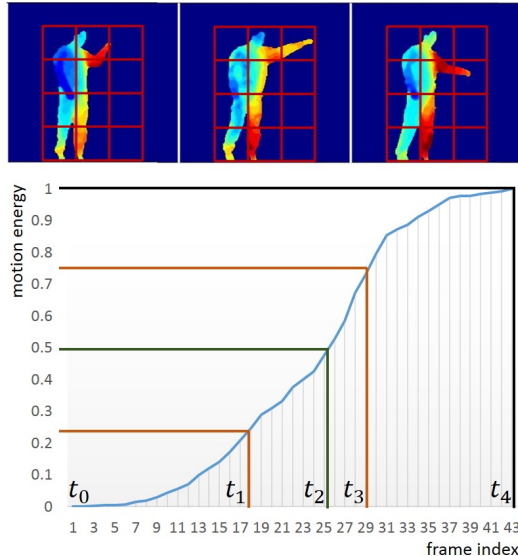 motion energy
1
0.9
0.8
0.7
0.6
0.5
0.4
0.3
0.2
0.1
0
t₀ t₁ t₂ t₃ t₄
1 3 5 7 9 11 13 15 17 19 21 23 25 27 29 31 33 35 37 39 41 43
frame index